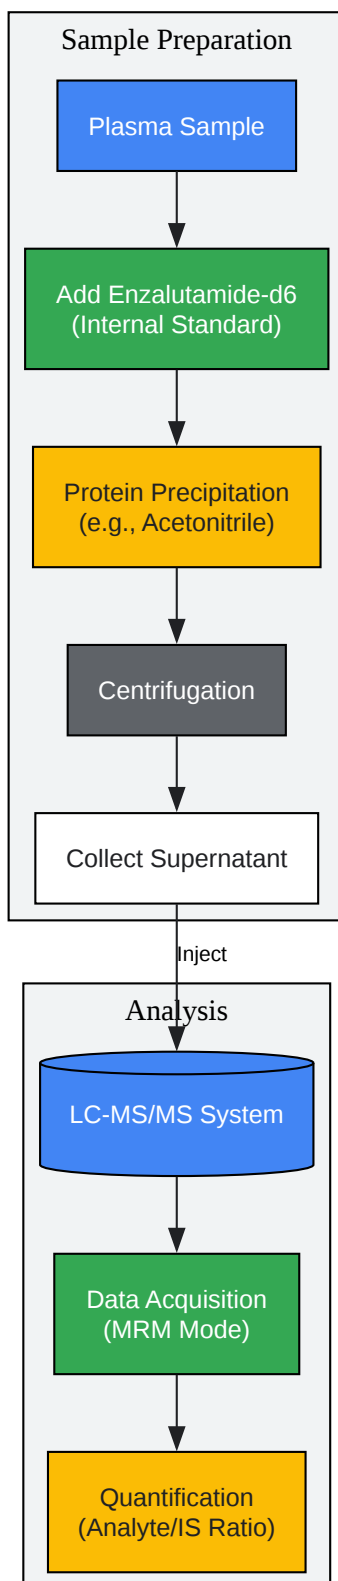 Sample Preparation
Plasma Sample
Add Enzalutamide-d6
(Internal Standard)
Protein Precipitation
(e.g., Acetonitrile)
Centrifugation
Collect Supernatant
Inject
Analysis
LC-MS/MS System
Data Acquisition
(MRM Mode)
Quantification
(Analyte/IS Ratio)